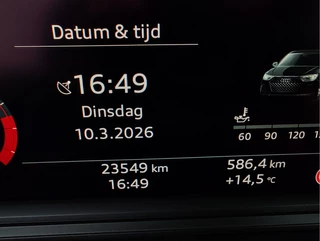 Datum & tijd
16:49
Dinsdag
10.3.2026
60 90 120
23549 km 586,4 km
16:49 +14,5 °C